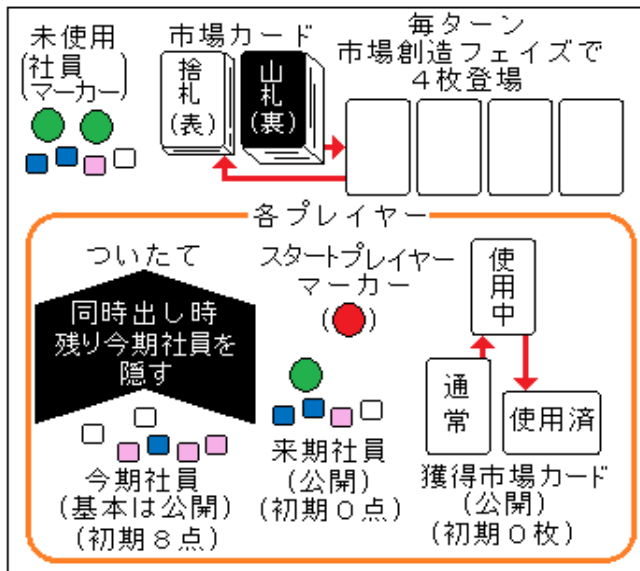 未使用
(社員
マーカー)
市場カード
捨札(表)
山札(裏)
毎ターン
市場創造フェイズで
4枚登場
各プレイヤー
ついたて
同時出し時
残り今期社員を
隠す
今期社員
(基本は公開)
(初期8点)
スタートプレイヤー
マーカー
( )
来期社員
(公開)
(初期0点)
使用中
通常
使用済
獲得市場カード
(公開)
(初期0枚)